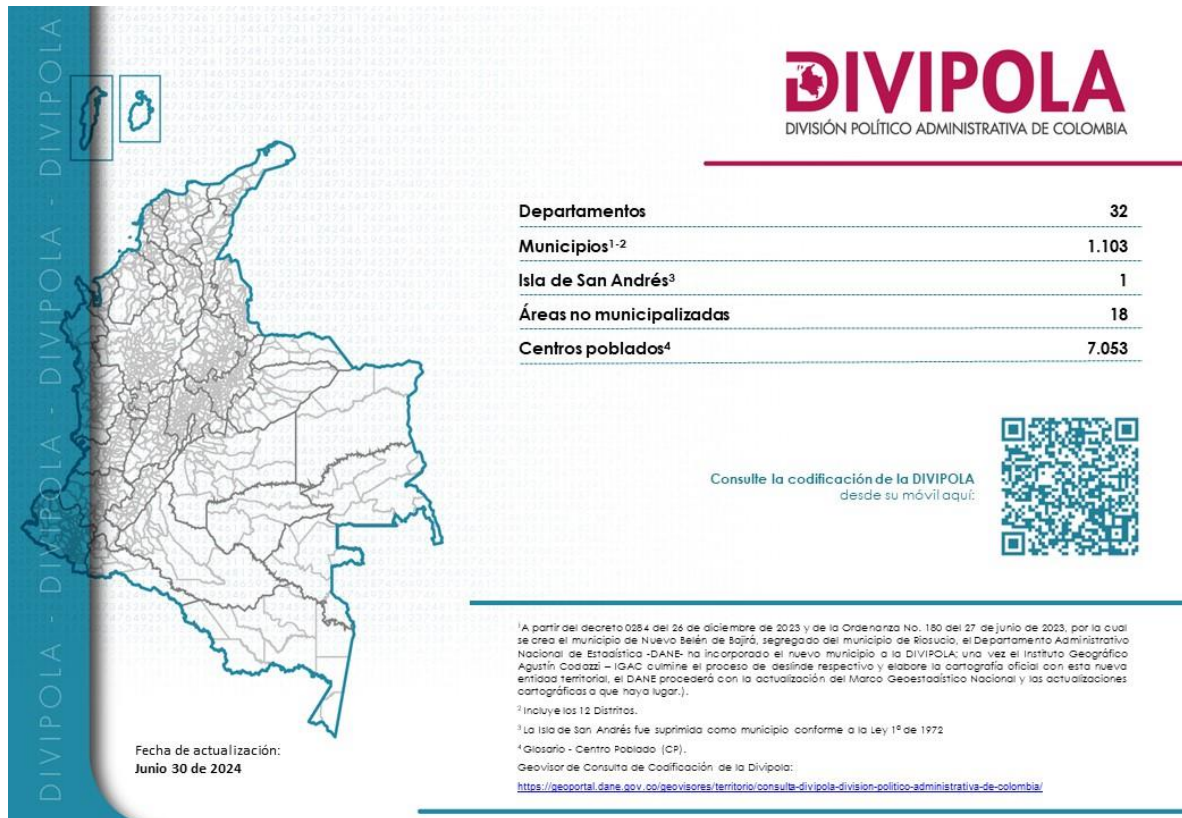 DIVIPOLA - DIVIPOLA - DIVIPOLA - DIVIPOLA - DIVIPOLA
DIVIPOLA
DIVISIÓN POLÍTICO ADMINISTRATIVA DE COLOMBIA
Departamentos 32
Municipios¹⁻² 1.103
Isla de San Andrés³ 1
Áreas no municipalizadas 18
Centros poblados⁴ 7.053
Consulte la codificación de la DIVIPOLA
desde su móvil aquí:
¹A partir del decreto 0284 del 26 de diciembre de 2023 y de la Ordenanza No. 180 del 27 de junio de 2023, por la cual
se crea el municipio de Nuevo Belén de Bajirá, segregado del municipio de Riosucio, el Departamento Administrativo
Nacional de Estadística -DANE- ha incorporado el nuevo municipio a la DIVIPOLA; una vez el Instituto Geográfico
Agustín Codazzi – IGAC culmine el proceso de deslinde respectivo y elabore la cartografía oficial con esta nueva
entidad territorial, el DANE procederá con la actualización del Marco Geoestadístico Nacional y las actualizaciones
cartográficas a que haya lugar.).
² Incluye los 12 Distritos.
³ La Isla de San Andrés fue suprimida como municipio conforme a la Ley 1ª de 1972
⁴ Glosario - Centro Poblado (CP).
Geovisor de Consulta de Codificación de la Divipola:
https://geoportal.dane.gov.co/geovisores/territorio/consulta-divipola-division-politico-administrativa-de-colombia/
Fecha de actualización:
Junio 30 de 2024